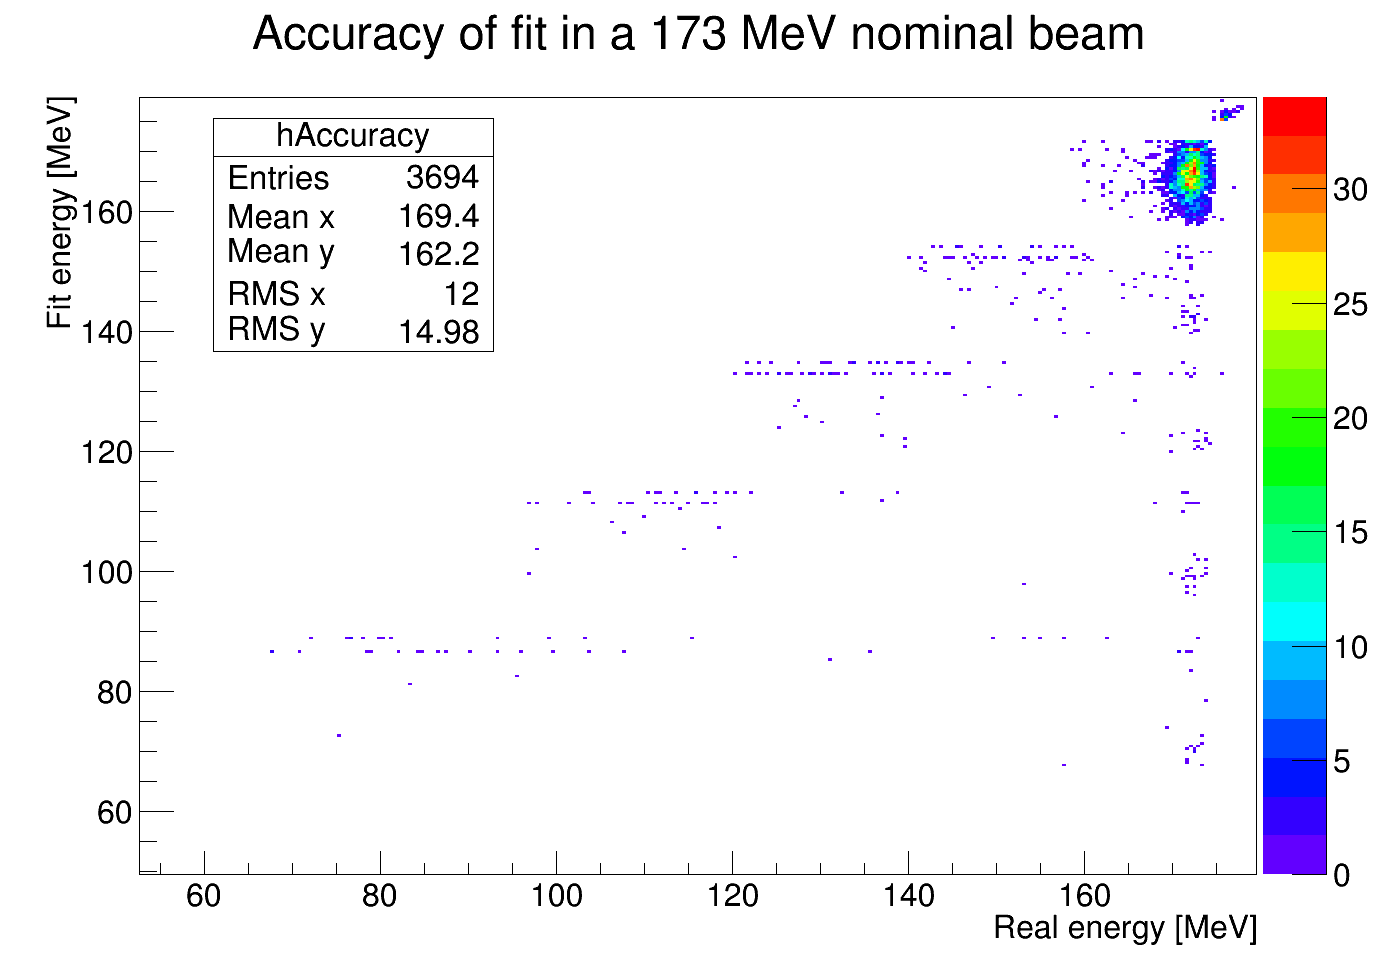 Accuracy of fit in a 173 MeV nominal beam
Fit energy [MeV]
hAccuracy
Entries 3694
Mean x 169.4
Mean y 162.2
RMS x 12
RMS y 14.98
160
140
120
100
80
60
60 80 100 120 140 160
Real energy [MeV]
30
25
20
15
10
5
0